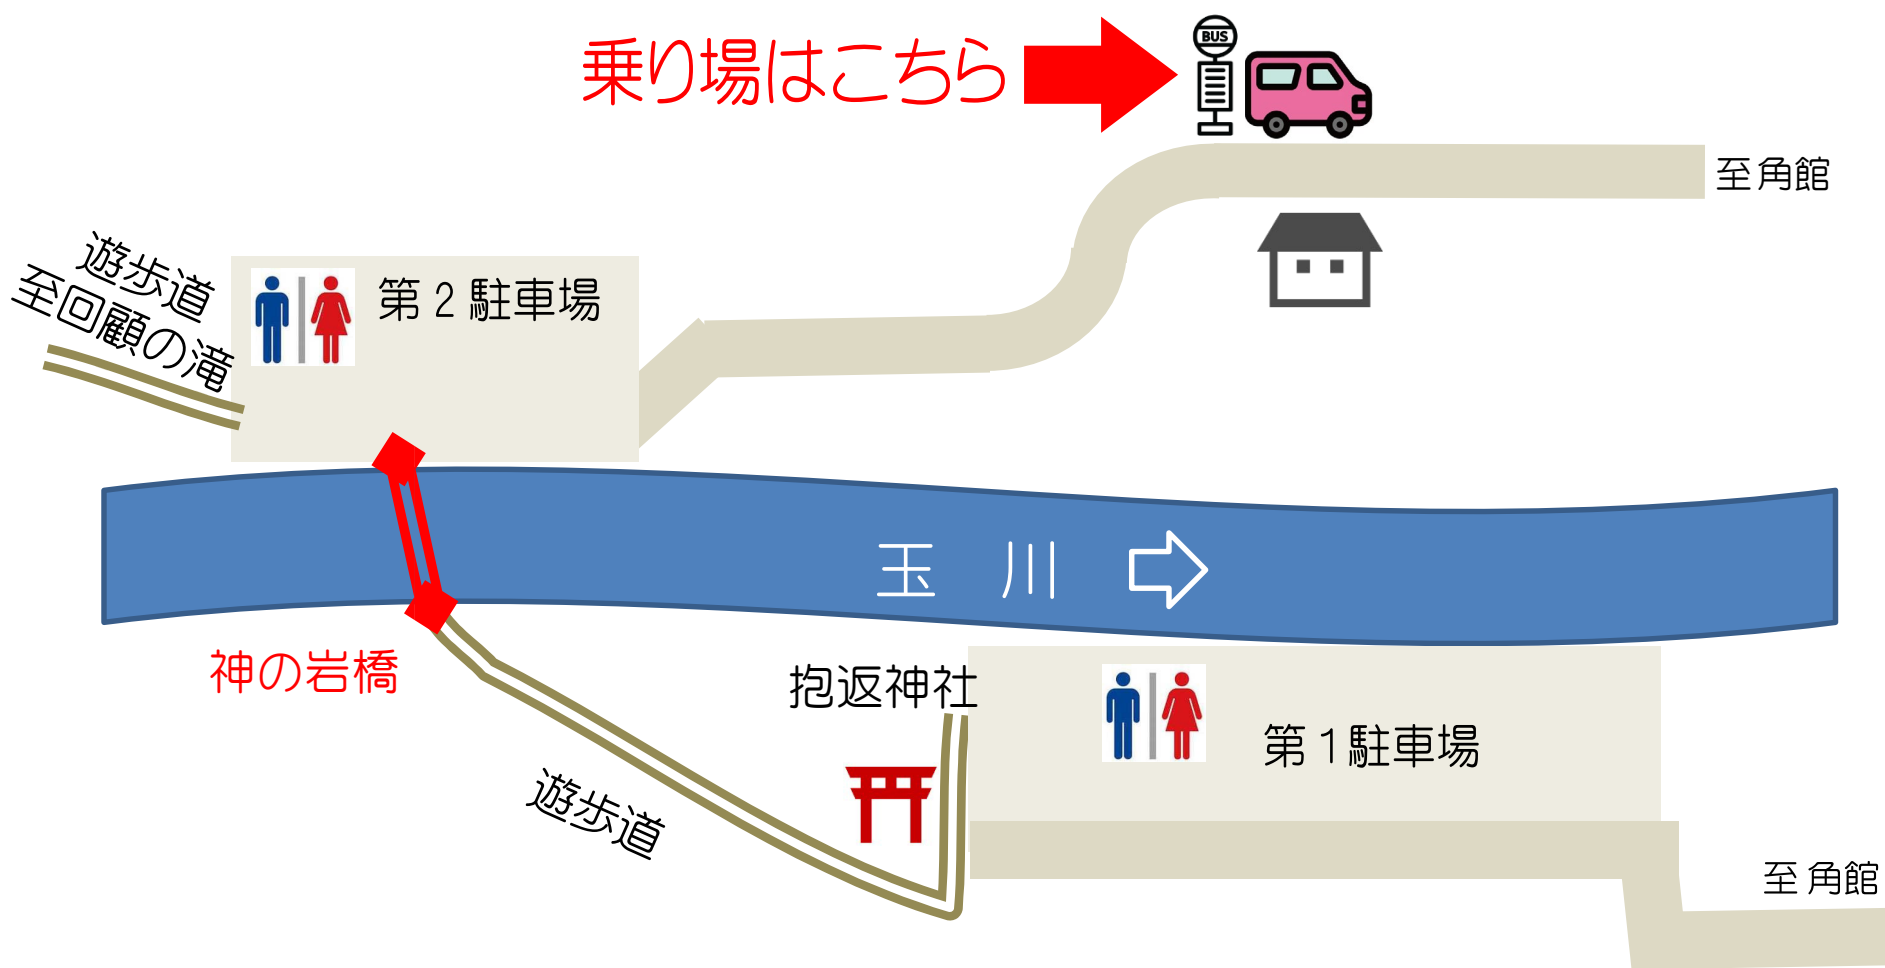 乗り場はこちら
BUS
至角館
遊歩道
至回顧の滝
第2駐車場
玉 川
神の岩橋
抱返神社
第1駐車場
遊歩道
至角館